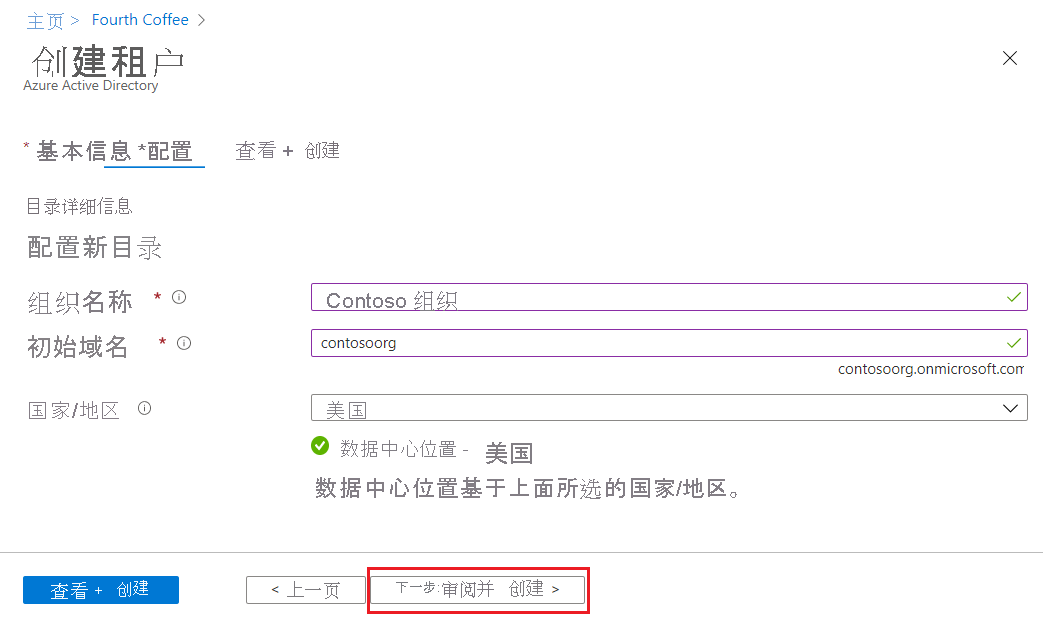 主页 > Fourth Coffee >
创建租户
Azure Active Directory
* 基本信息 *配置 查看 + 创建
目录详细信息
配置新目录
组织名称 * Contoso 组织
初始域名 * contosoorg
contosoorg.onmicrosoft.com
国家/地区 美国
数据中心位置 - 美国
数据中心位置基于上面所选的国家/地区。
查看 + 创建 < 上一页 下一步:审阅并 创建 >